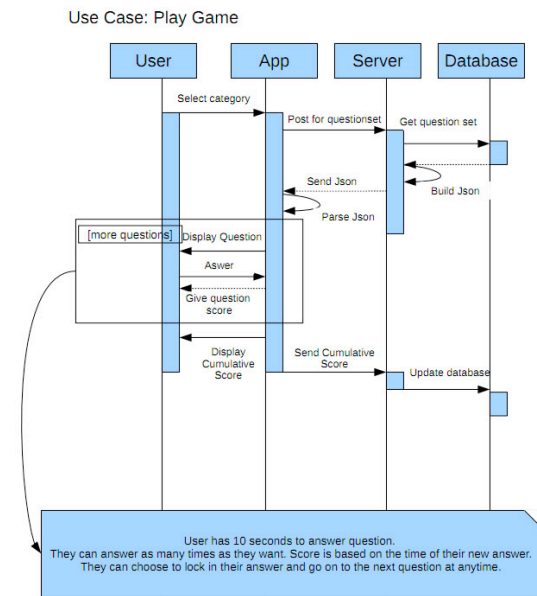 Use Case: Play Game
User
App
Server
Database
Select category
Post for questionset
Get question set
Send Json
Build Json
Parse Json
[more questions]
Display Question
Aswer
Give question
score
Display
Cumulative
Score
Send Cumulative
Score
Update database
User has 10 seconds to answer question.
They can answer as many times as they want. Score is based on the time of their new answer.
They can choose to lock in their answer and go on to the next question at anytime.